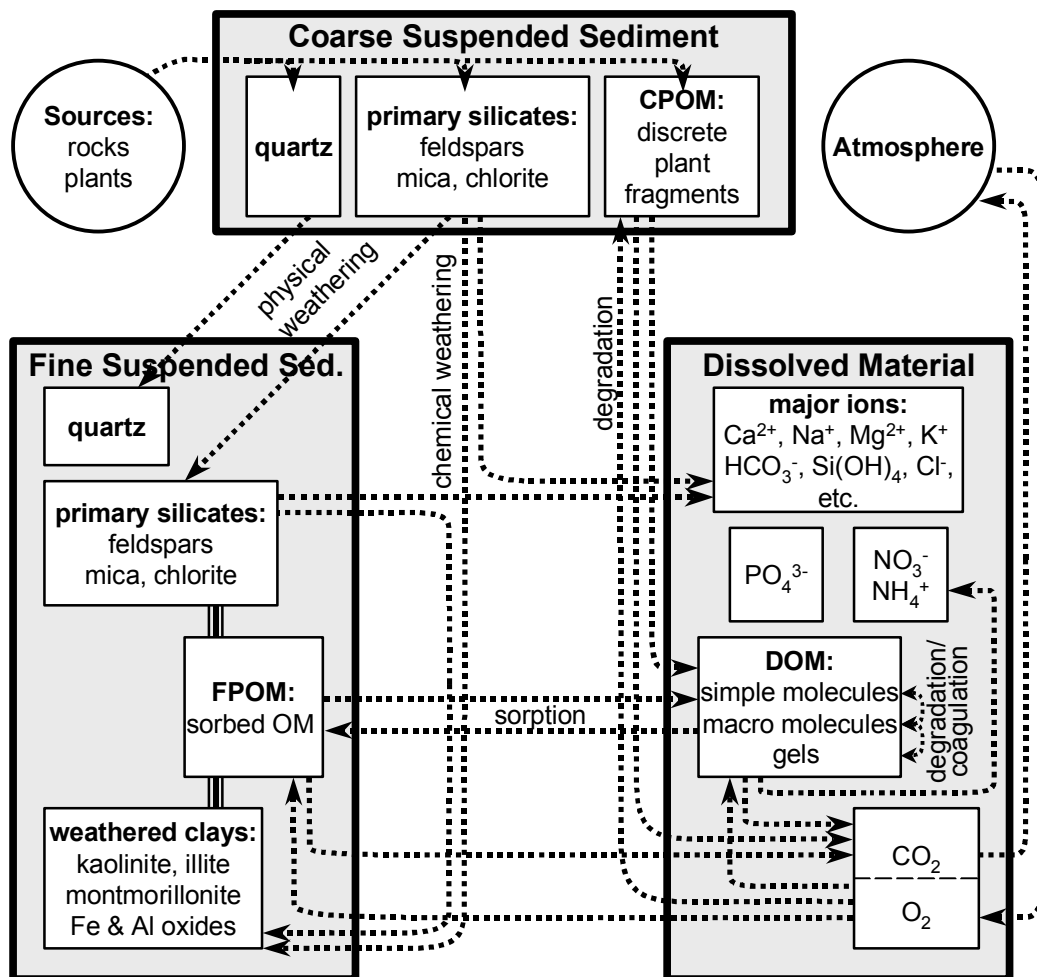 Coarse Suspended Sediment
Sources:
rocks
plants
quartz
primary silicates:
feldspars
mica, chlorite
CPOM:
discrete
plant
fragments
Atmosphere
physical
weathering
chemical weathering
degradation
Fine Suspended Sed.
quartz
primary silicates:
feldspars
mica, chlorite
FPOM:
sorbed OM
weathered clays:
kaolinite, illite
montmorillonite
Fe & Al oxides
sorption
Dissolved Material
major ions:
Ca²⁺, Na⁺, Mg²⁺, K⁺
HCO₃⁻, Si(OH)₄, Cl⁻,
etc.
PO₄³⁻
NO₃⁻
NH₄⁺
DOM:
simple molecules
macro molecules
gels
degradation/
coagulation
CO₂
O₂